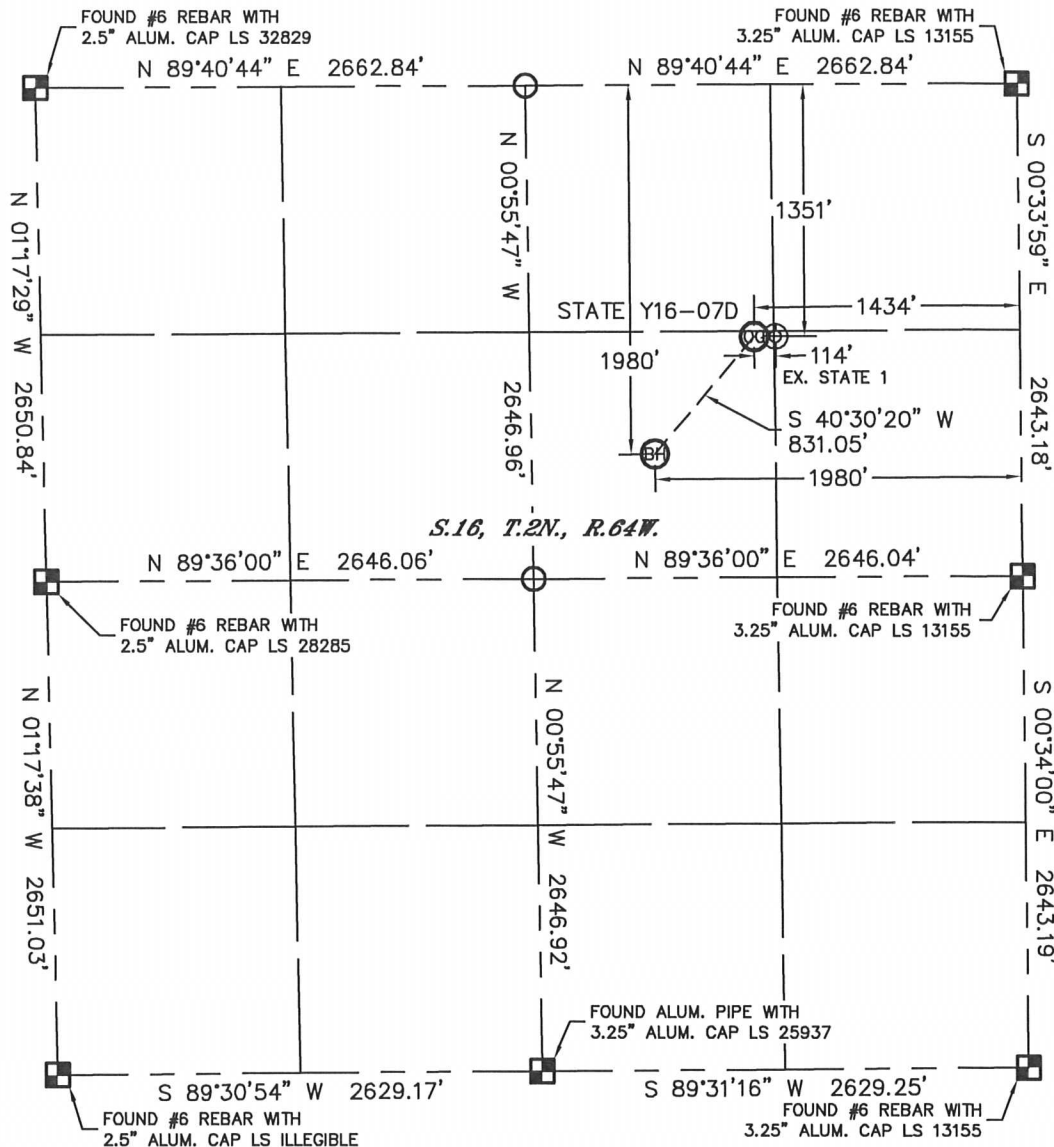 FOUND #6 REBAR WITH
2.5" ALUM. CAP LS 32829
FOUND #6 REBAR WITH
3.25" ALUM. CAP LS 13155
N 89°40'44" E 2662.84'
N 89°40'44" E 2662.84'
N 01°17'29" W 2650.84'
N 00°55'47" W 2646.96'
S 00°33'59" E 2643.18'
1351'
STATE Y16-07D
1434'
OG
1980'
114'
EX. STATE 1
S 40°30'20" W
831.05'
BH
1980'
S.16, T.2N., R.64W.
N 89°36'00" E 2646.06'
N 89°36'00" E 2646.04'
FOUND #6 REBAR WITH
2.5" ALUM. CAP LS 28285
FOUND #6 REBAR WITH
3.25" ALUM. CAP LS 13155
N 01°17'38" W 2651.03'
N 00°55'47" W 2646.92'
S 00°34'00" E 2643.19'
FOUND ALUM. PIPE WITH
3.25" ALUM. CAP LS 25937
S 89°30'54" W 2629.17'
S 89°31'16" W 2629.25'
FOUND #6 REBAR WITH
2.5" ALUM. CAP LS ILLEGIBLE
FOUND #6 REBAR WITH
3.25" ALUM. CAP LS 13155